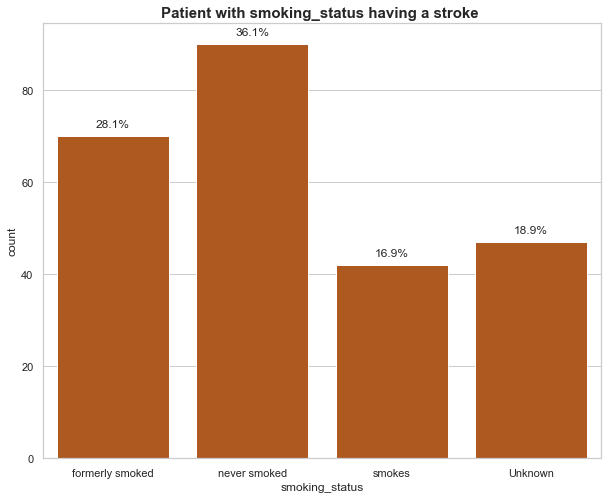 Patient with smoking_status having a stroke
36.1%
28.1%
18.9%
16.9%
80
60
40
20
0
count
formerly smoked never smoked smokes Unknown
smoking_status